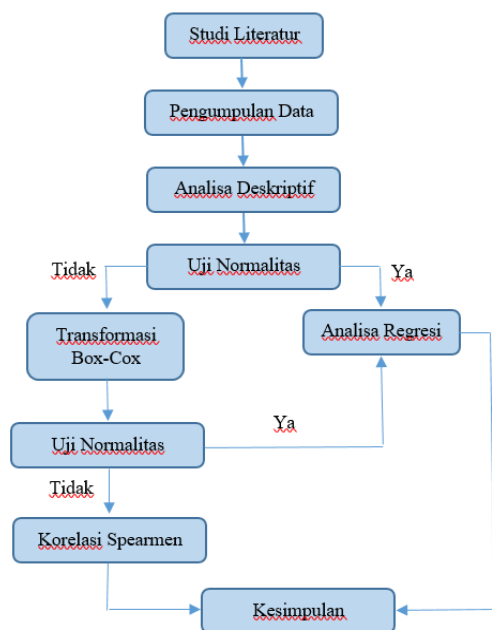 Studi Literatur
Pengumpulan Data
Analisa Deskriptif
Uji Normalitas
Tidak
Ya
Transformasi
Box-Cox
Analisa Regresi
Ya
Uji Normalitas
Tidak
Korelasi Spearmen
Kesimpulan